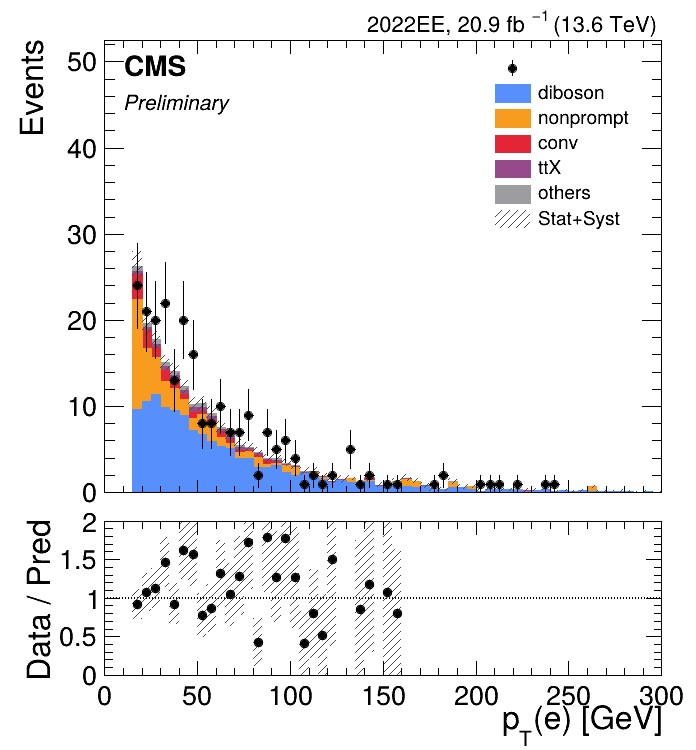 2022EE, 20.9 fb⁻¹ (13.6 TeV)
CMS
Preliminary
Events
50
40
30
20
10
0
diboson
nonprompt
conv
ttX
others
Stat+Syst
Data / Pred
2
1.5
1
0.5
0
0 50 100 150 200 250 300
p_T(e) [GeV]